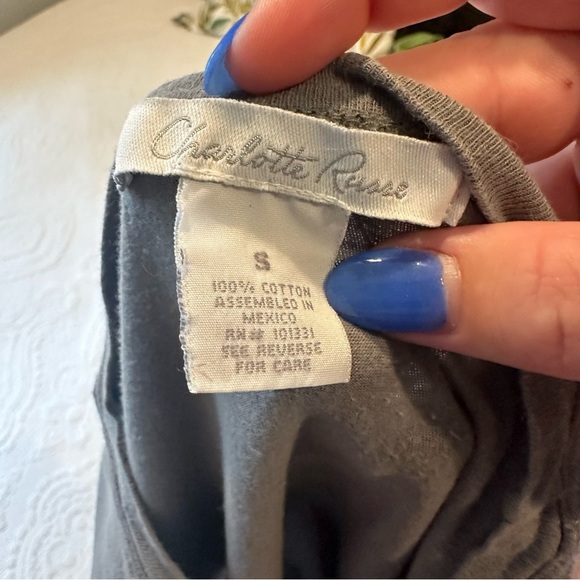 Charlotte Russe
S
100% COTTON
ASSEMBLED IN
MEXICO
RN# 101331
SEE REVERSE
FOR CARE